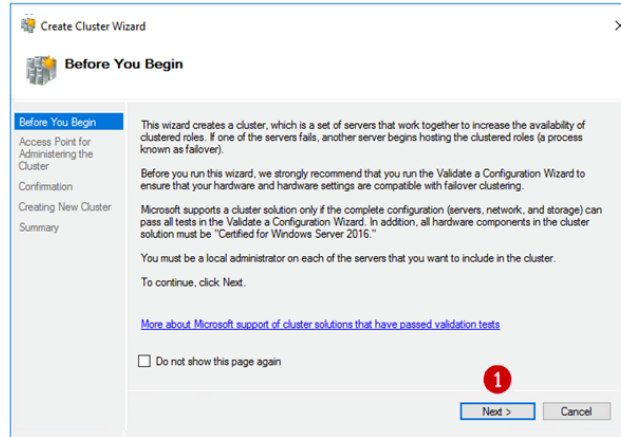 Create Cluster Wizard
Before You Begin
Before You Begin
Access Point for
Administering the
Cluster
Confirmation
Creating New Cluster
Summary
This wizard creates a cluster, which is a set of servers that work together to increase the availability of
clustered roles. If one of the servers fails, another server begins hosting the clustered roles (a process
known as failover).
Before you run this wizard, we strongly recommend that you run the Validate a Configuration Wizard to
ensure that your hardware and hardware settings are compatible with failover clustering.
Microsoft supports a cluster solution only if the complete configuration (servers, network, and storage) can
pass all tests in the Validate a Configuration Wizard. In addition, all hardware components in the cluster
solution must be "Certified for Windows Server 2016."
You must be a local administrator on each of the servers that you want to include in the cluster.
To continue, click Next.
More about Microsoft support of cluster solutions that have passed validation tests
Do not show this page again
1
Next >
Cancel